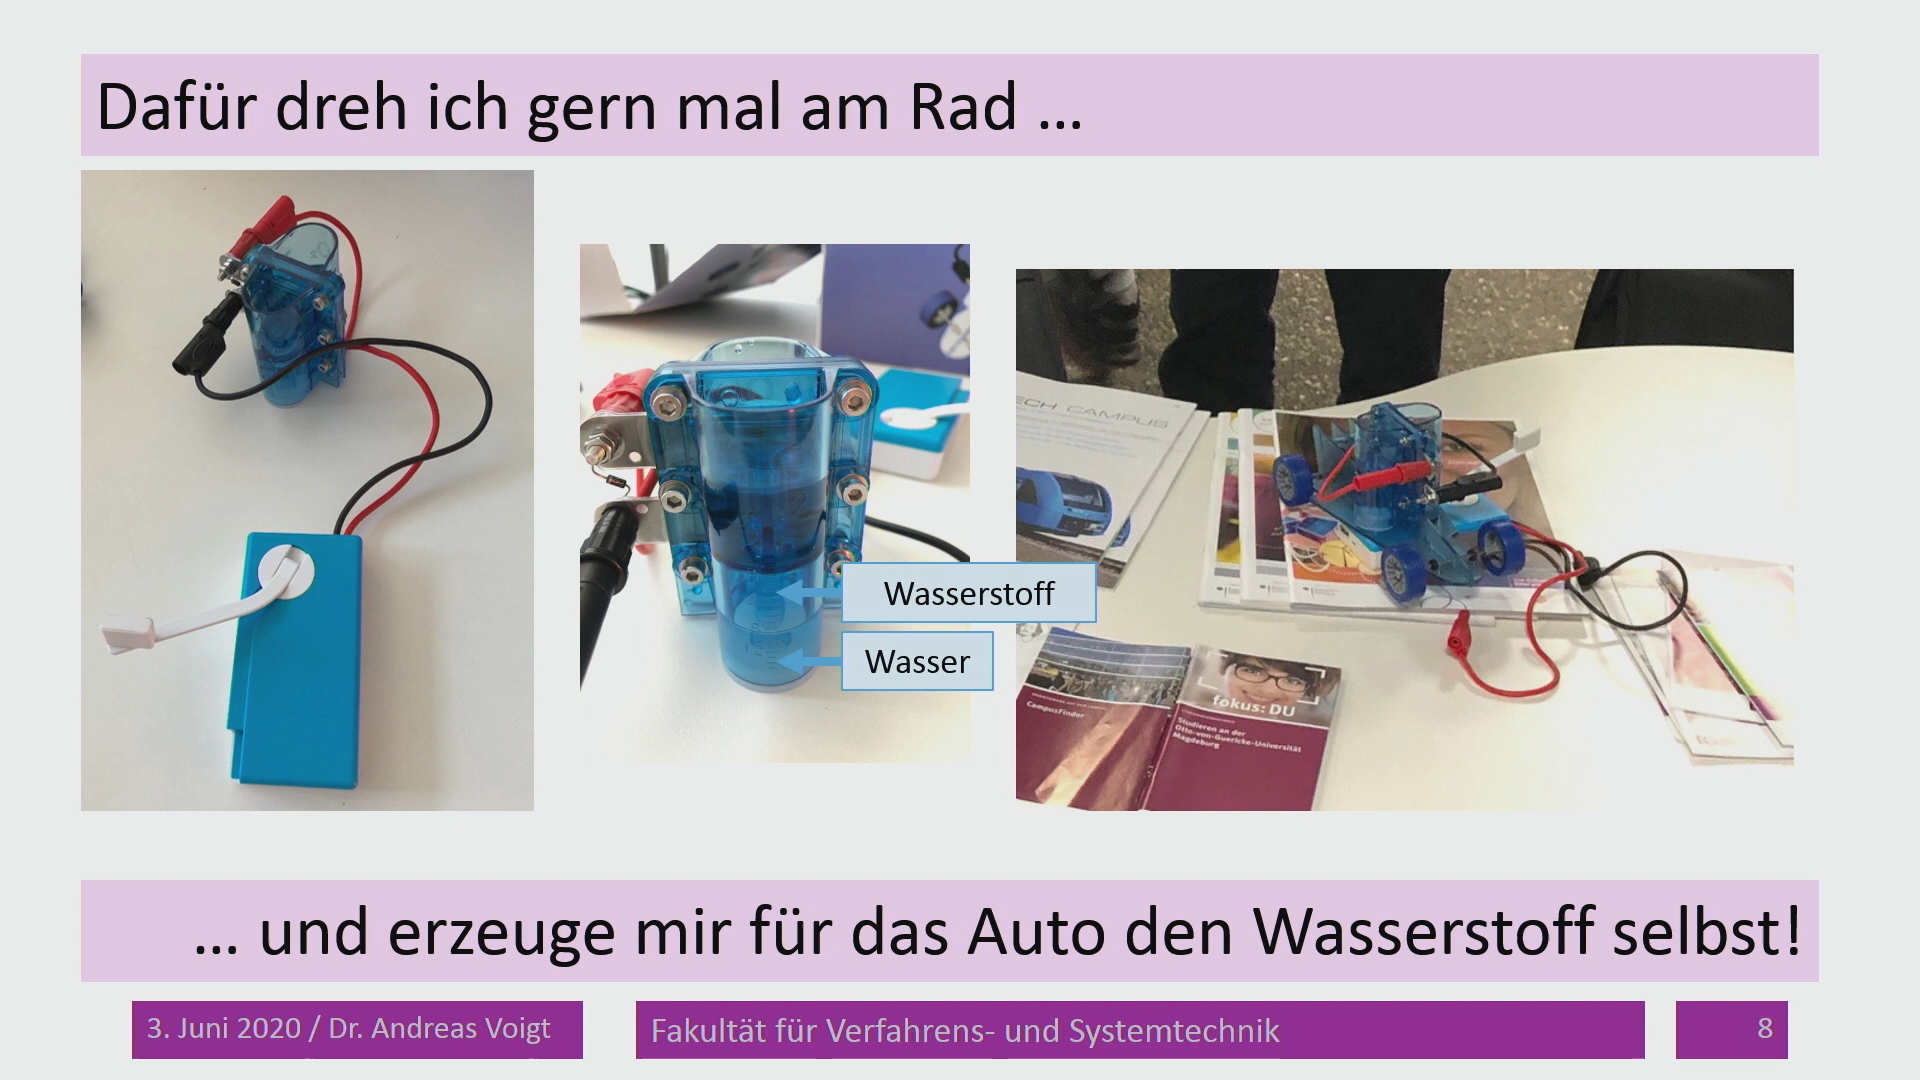 Dafür dreh ich gern mal am Rad ...
O₂
Wasserstoff
Wasser
ECH CAMPUS
CampusFinder
fokus: DU
Studieren an der
Otto-von-Guericke-Universität
Magdeburg
... und erzeuge mir für das Auto den Wasserstoff selbst!
3. Juni 2020 / Dr. Andreas Voigt
Fakultät für Verfahrens- und Systemtechnik
8